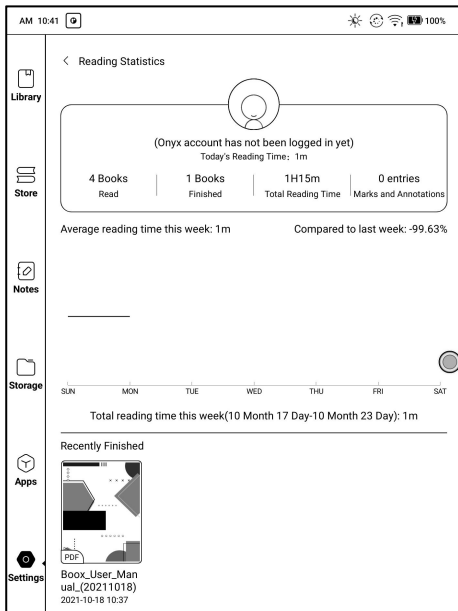 AM 10:41 100%
Library
Store
Notes
Storage
Apps
Settings
Reading Statistics
(Onyx account has not been logged in yet)
Today's Reading Time：1m
4 Books 1 Books 1H15m 0 entries
Read Finished Total Reading Time Marks and Annotations
Average reading time this week: 1m Compared to last week: -99.63%
SUN MON TUE WED THU FRI SAT
Total reading time this week(10 Month 17 Day-10 Month 23 Day): 1m
Recently Finished
PDF
Boox_User_Man
ual_(20211018)
2021-10-18 10:37